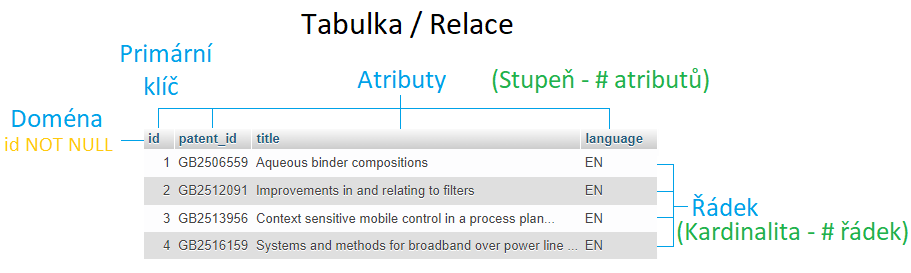 Tabulka / Relace
Primární
klíč
Atributy
(Stupeň - # atributů)
Doména
id NOT NULL
id patent_id title language
1 GB2506559 Aqueous binder compositions EN
2 GB2512091 Improvements in and relating to filters EN
3 GB2513956 Context sensitive mobile control in a process plan... EN
4 GB2516159 Systems and methods for broadband over power line ... EN
Řádek
(Kardinalita - # řádek)